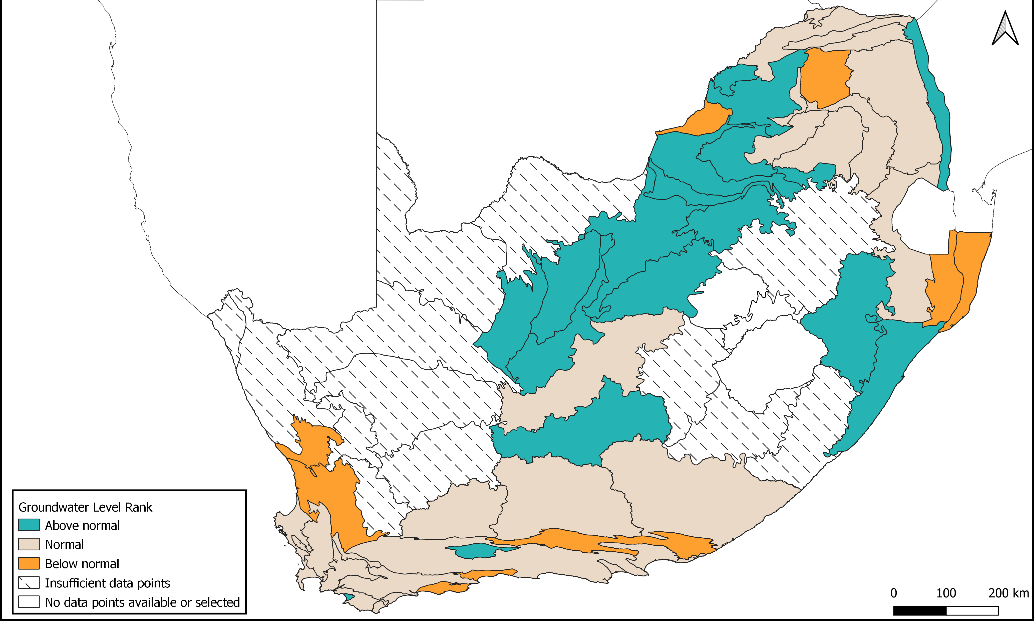 Groundwater Level Rank
Above normal
Normal
Below normal
Insufficient data points
No data points available or selected
0 100 200 km